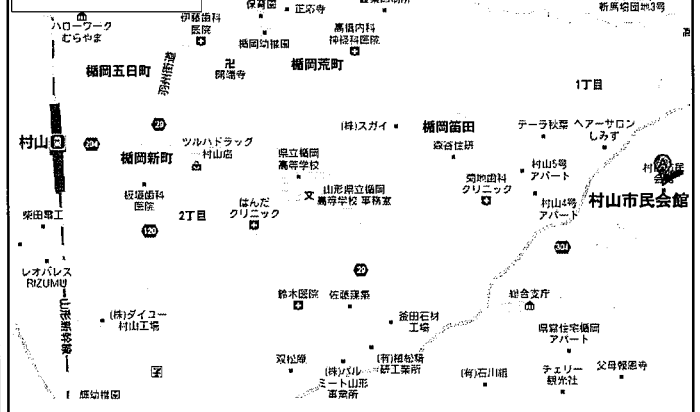 保育園
正応寺
新馬場団地3号
ハローワーク
むらやま
伊藤歯科
医院
楯岡幼稚園
高橋内科
神経科医院
楯岡五日町
羽州街道
開端寺
楯岡荒町
1丁目
29
(株)スガイ
楯岡笛田
テーラ秋葉
ヘアーサロン
しみず
村山
204
ツルハドラッグ
村山店
森谷住研
楯岡新町
県立楯岡
高等学校
村山5号
アパート
菊地歯科
クリニック
板垣歯科
医院
山形県立楯岡
高等学校 事務室
村山市民会館
村山4号
アパート
2丁目
はんだ
クリニック
柴田電工
120
303
29
レオパレス
RIZUMU
鈴木医院
佐藤課築
総合支庁
山形新幹線
(株)ダイユー
村山工場
釜田石材
工場
県営住宅楯岡
アパート
双松庵
(有)植松精
研工業所
(株)パル
ミート山形
事業所
(有)石川組
チェリー
観光社
父母報恩寺